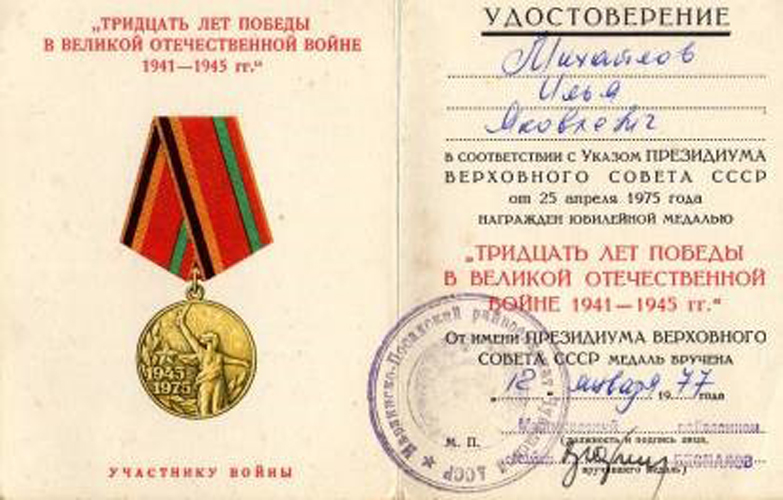 „ТРИДЦАТЬ ЛЕТ ПОБЕДЫ
В ВЕЛИКОЙ ОТЕЧЕСТВЕННОЙ ВОЙНЕ
1941—1945 гг.“
1945
1975
УЧАСТНИКУ ВОЙНЫ
УДОСТОВЕРЕНИЕ
Михайлов
Илья
Яковлевич
В СООТВЕТСТВИИ С УКАЗОМ ПРЕЗИДИУМА
ВЕРХОВНОГО СОВЕТА СССР
от 25 апреля 1975 года
НАГРАЖДЕН ЮБИЛЕЙНОЙ МЕДАЛЬЮ
„ТРИДЦАТЬ ЛЕТ ПОБЕДЫ
В ВЕЛИКОЙ ОТЕЧЕСТВЕННОЙ
ВОЙНЕ 1941—1945 гг.“
ОТ ИМЕНИ ПРЕЗИДИУМА ВЕРХОВНОГО
СОВЕТА СССР МЕДАЛЬ ВРУЧЕНА
„12“ января 1977 года
М. П.
(должность и подпись лица,
вручившего медаль)